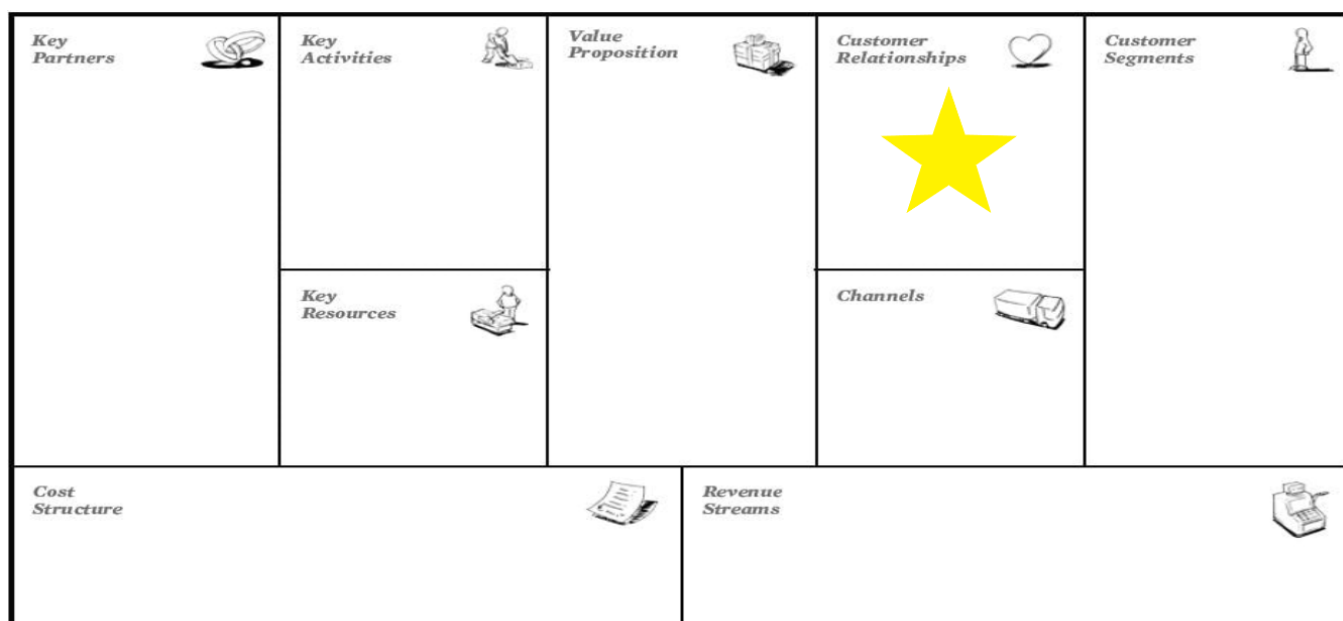 Key
Partners
Key
Activities
Value
Proposition
Customer
Relationships
Customer
Segments
Key
Resources
Channels
Cost
Structure
Revenue
Streams